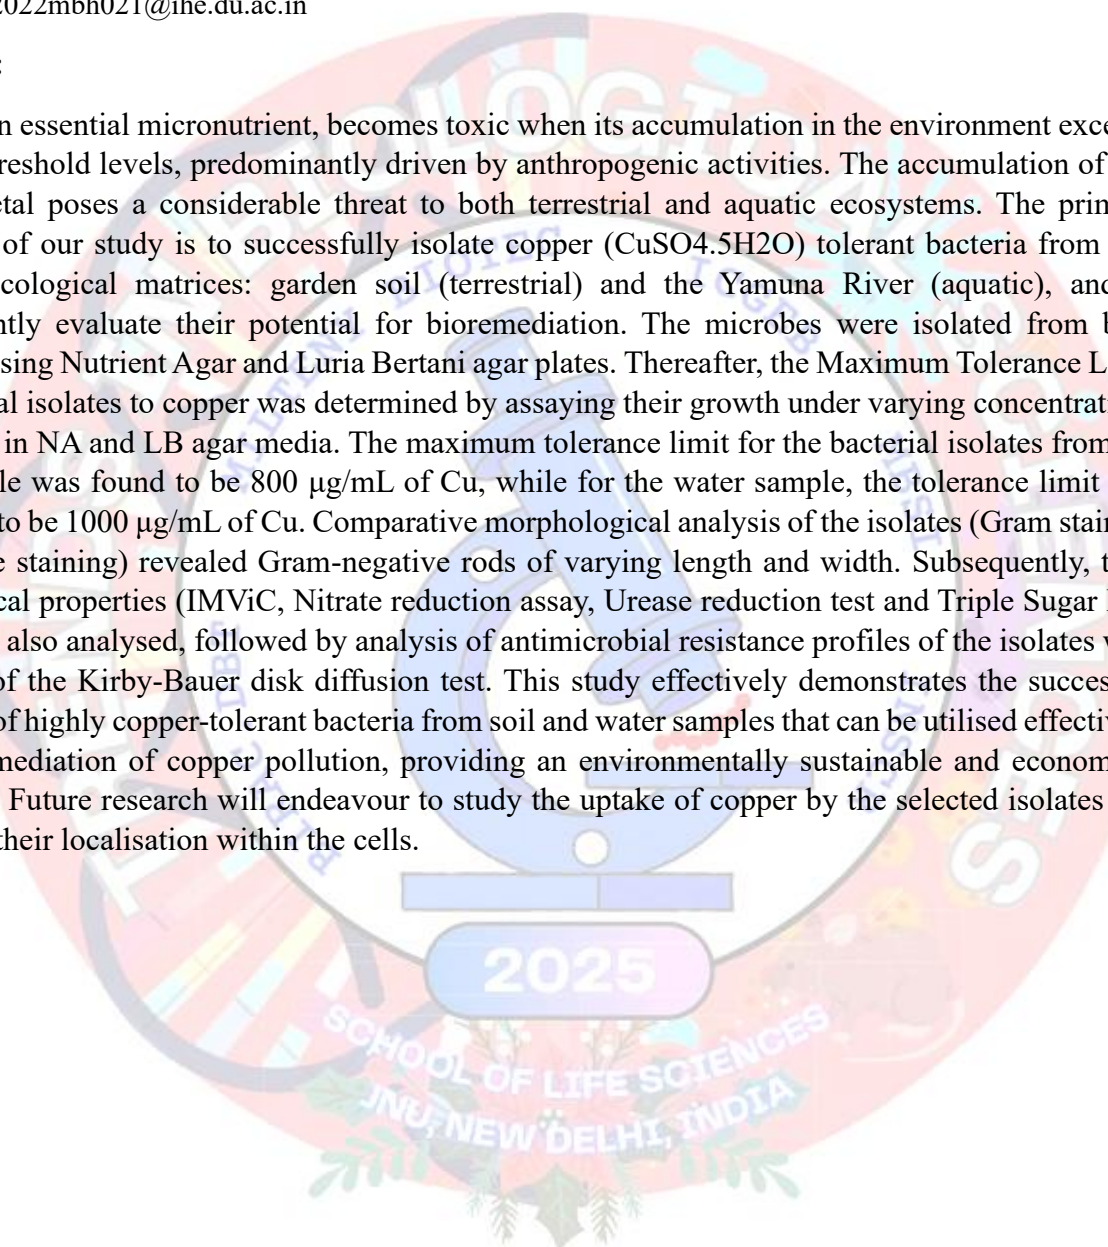 2022mbh021@ihe.du.ac.in
:
n essential micronutrient, becomes toxic when its accumulation in the environment exce
reshold levels, predominantly driven by anthropogenic activities. The accumulation of
etal poses a considerable threat to both terrestrial and aquatic ecosystems. The prin
of our study is to successfully isolate copper (CuSO4.5H2O) tolerant bacteria from
cological matrices: garden soil (terrestrial) and the Yamuna River (aquatic), and
ntly evaluate their potential for bioremediation. The microbes were isolated from b
sing Nutrient Agar and Luria Bertani agar plates. Thereafter, the Maximum Tolerance L
al isolates to copper was determined by assaying their growth under varying concentrati
in NA and LB agar media. The maximum tolerance limit for the bacterial isolates from
le was found to be 800 μg/mL of Cu, while for the water sample, the tolerance limit
to be 1000 μg/mL of Cu. Comparative morphological analysis of the isolates (Gram stain
e staining) revealed Gram-negative rods of varying length and width. Subsequently, t
cal properties (IMViC, Nitrate reduction assay, Urease reduction test and Triple Sugar
also analysed, followed by analysis of antimicrobial resistance profiles of the isolates w
of the Kirby-Bauer disk diffusion test. This study effectively demonstrates the succes
of highly copper-tolerant bacteria from soil and water samples that can be utilised effectiv
mediation of copper pollution, providing an environmentally sustainable and econom
Future research will endeavour to study the uptake of copper by the selected isolates
their localisation within the cells.
TRENDS IN BIOLOGICAL SCIENCES
2025
SCHOOL OF LIFE SCIENCES
JNU, NEW DELHI, INDIA